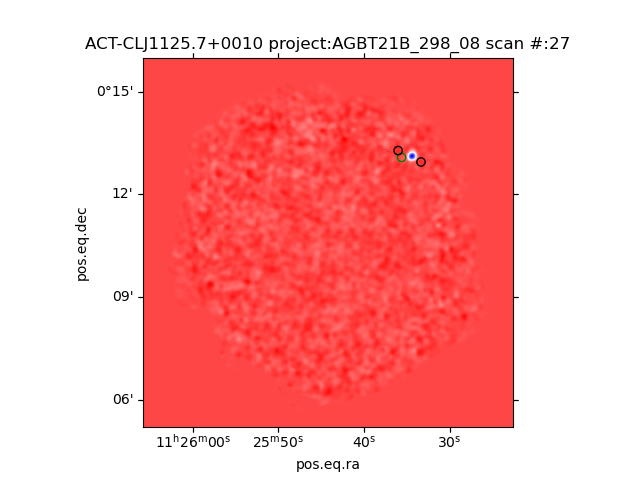 ACT-CLJ1125.7+0010 project:AGBT21B_298_08 scan #:27
0°15'
12'
09'
06'
pos.eq.dec
11ʰ26ᵐ00ˢ 25ᵐ50ˢ 40ˢ 30ˢ
pos.eq.ra